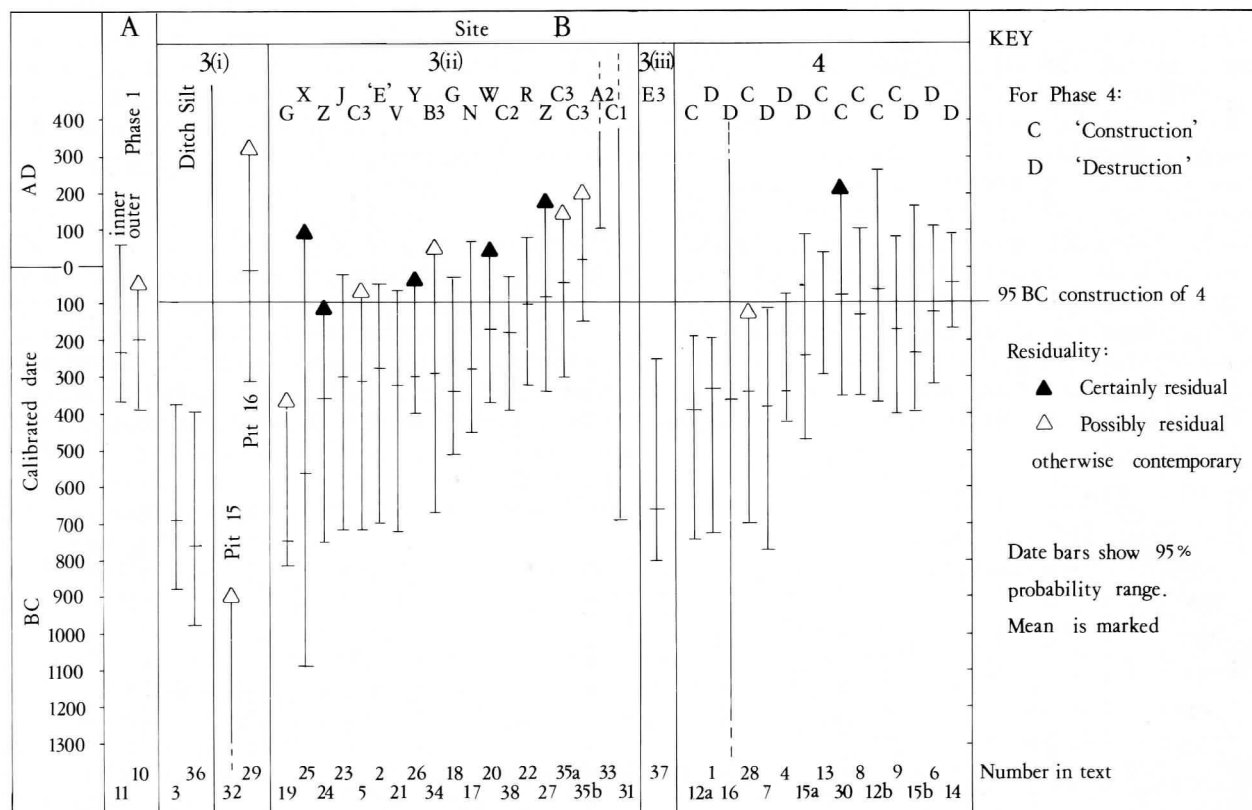 A
Site B
KEY
3(i)
3(ii)
3(iii)
4
X J ‘E’ Y G W R C3 A2 E3 D C D C C C D
G Z C3 V B3 N C2 Z C3 C1 C D D D C C D D
For Phase 4:
C ‘Construction’
D ‘Destruction’
Phase 1
inner
outer
Ditch Silt
Pit 15
Pit 16
AD
BC
Calibrated date
400
300
200
100
0
100
200
300
400
500
600
700
800
900
1000
1100
1200
1300
95 BC construction of 4
Residuality:
Certainly residual
Possibly residual
otherwise contemporary
Date bars show 95%
probability range.
Mean is marked
10 36 29 25 23 2 26 18 20 22 35a 33 37 1 28 4 13 8 9 6
11 3 32 19 24 5 21 34 17 38 27 35b 31 12a 16 7 15a 30 12b 15b 14
Number in text